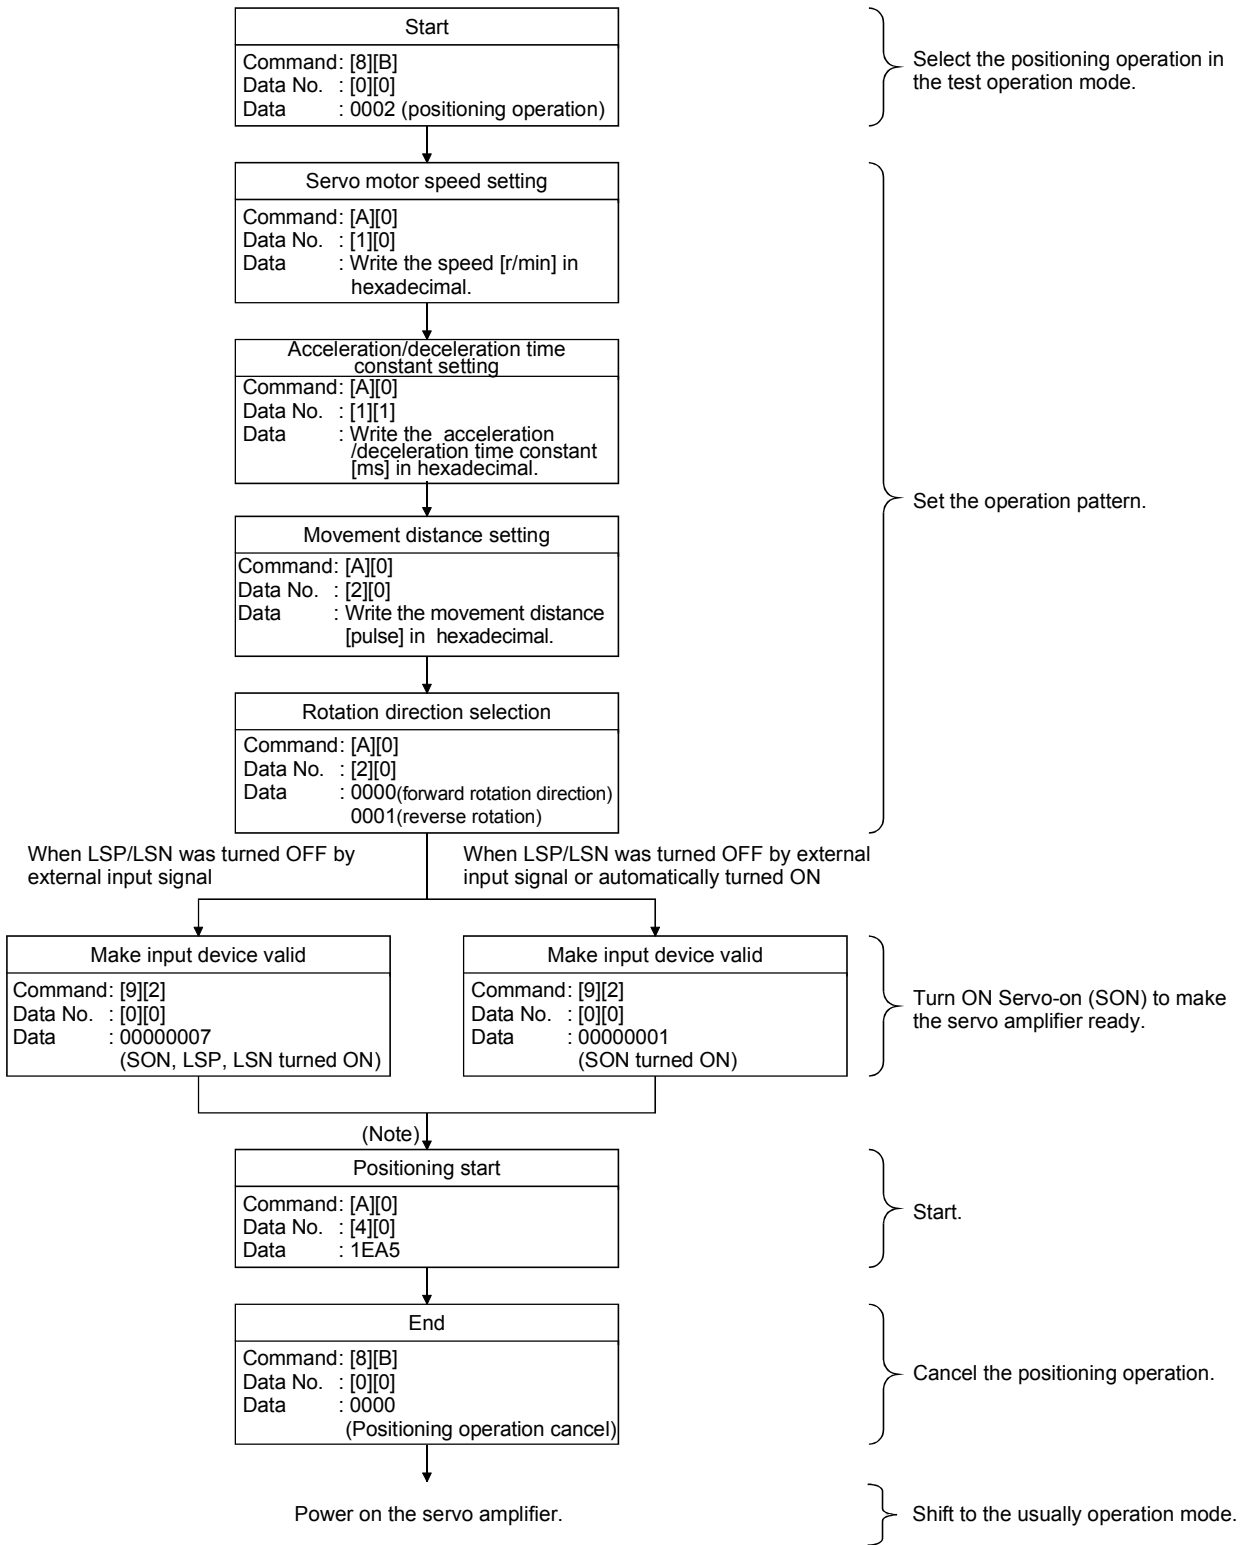 Start
Command: [8][B]
Data No. : [0][0]
Data : 0002 (positioning operation)
Select the positioning operation in
the test operation mode.
Servo motor speed setting
Command: [A][0]
Data No. : [1][0]
Data : Write the speed [r/min] in
hexadecimal.
Acceleration/deceleration time
constant setting
Command: [A][0]
Data No. : [1][1]
Data : Write the acceleration
/deceleration time constant
[ms] in hexadecimal.
Set the operation pattern.
Movement distance setting
Command: [A][0]
Data No. : [2][0]
Data : Write the movement distance
[pulse] in hexadecimal.
Rotation direction selection
Command: [A][0]
Data No. : [2][0]
Data : 0000(forward rotation direction)
0001(reverse rotation)
When LSP/LSN was turned OFF by
external input signal
When LSP/LSN was turned OFF by external
input signal or automatically turned ON
Make input device valid
Command: [9][2]
Data No. : [0][0]
Data : 00000007
(SON, LSP, LSN turned ON)
Make input device valid
Command: [9][2]
Data No. : [0][0]
Data : 00000001
(SON turned ON)
Turn ON Servo-on (SON) to make
the servo amplifier ready.
(Note)
Positioning start
Command: [A][0]
Data No. : [4][0]
Data : 1EA5
Start.
End
Command: [8][B]
Data No. : [0][0]
Data : 0000
(Positioning operation cancel)
Cancel the positioning operation.
Power on the servo amplifier.
Shift to the usually operation mode.